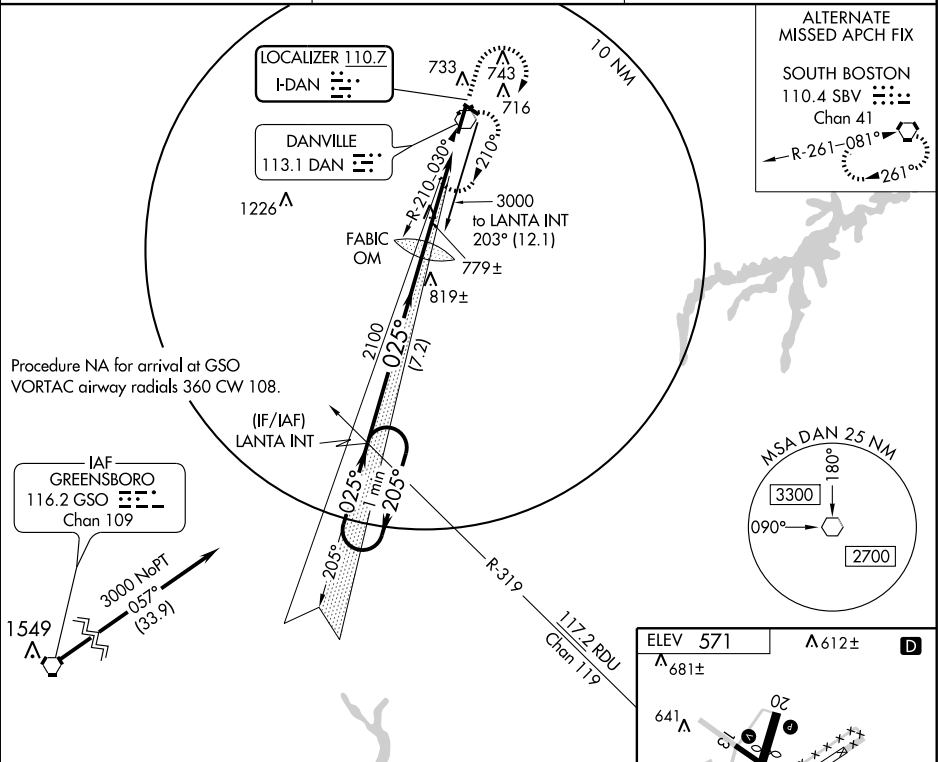 ALTERNATE
MISSED APCH FIX
SOUTH BOSTON
110.4 SBV
Chan 41
R-261-081°
261°
LOCALIZER 110.7
I-DAN
DANVILLE
113.1 DAN
733
743
716
10 NM
1226
R-210-030°
210°
3000
to LANTA INT
203° (12.1)
FABIC
OM
779±
819±
2100
025°
(7.2)
Procedure NA for arrival at GSO
VORTAC airway radials 360 CW 108.
(IF/IAF)
LANTA INT
025°
1 min
205°
205°
IAF
GREENSBORO
116.2 GSO
Chan 109
3000 NoPT
057°
(33.9)
1549
R-319
117.2 RDU
Chan 119
MSA DAN 25 NM
180°
3300
090°
2700
ELEV 571
612±
D
681±
641
20
13
V
P